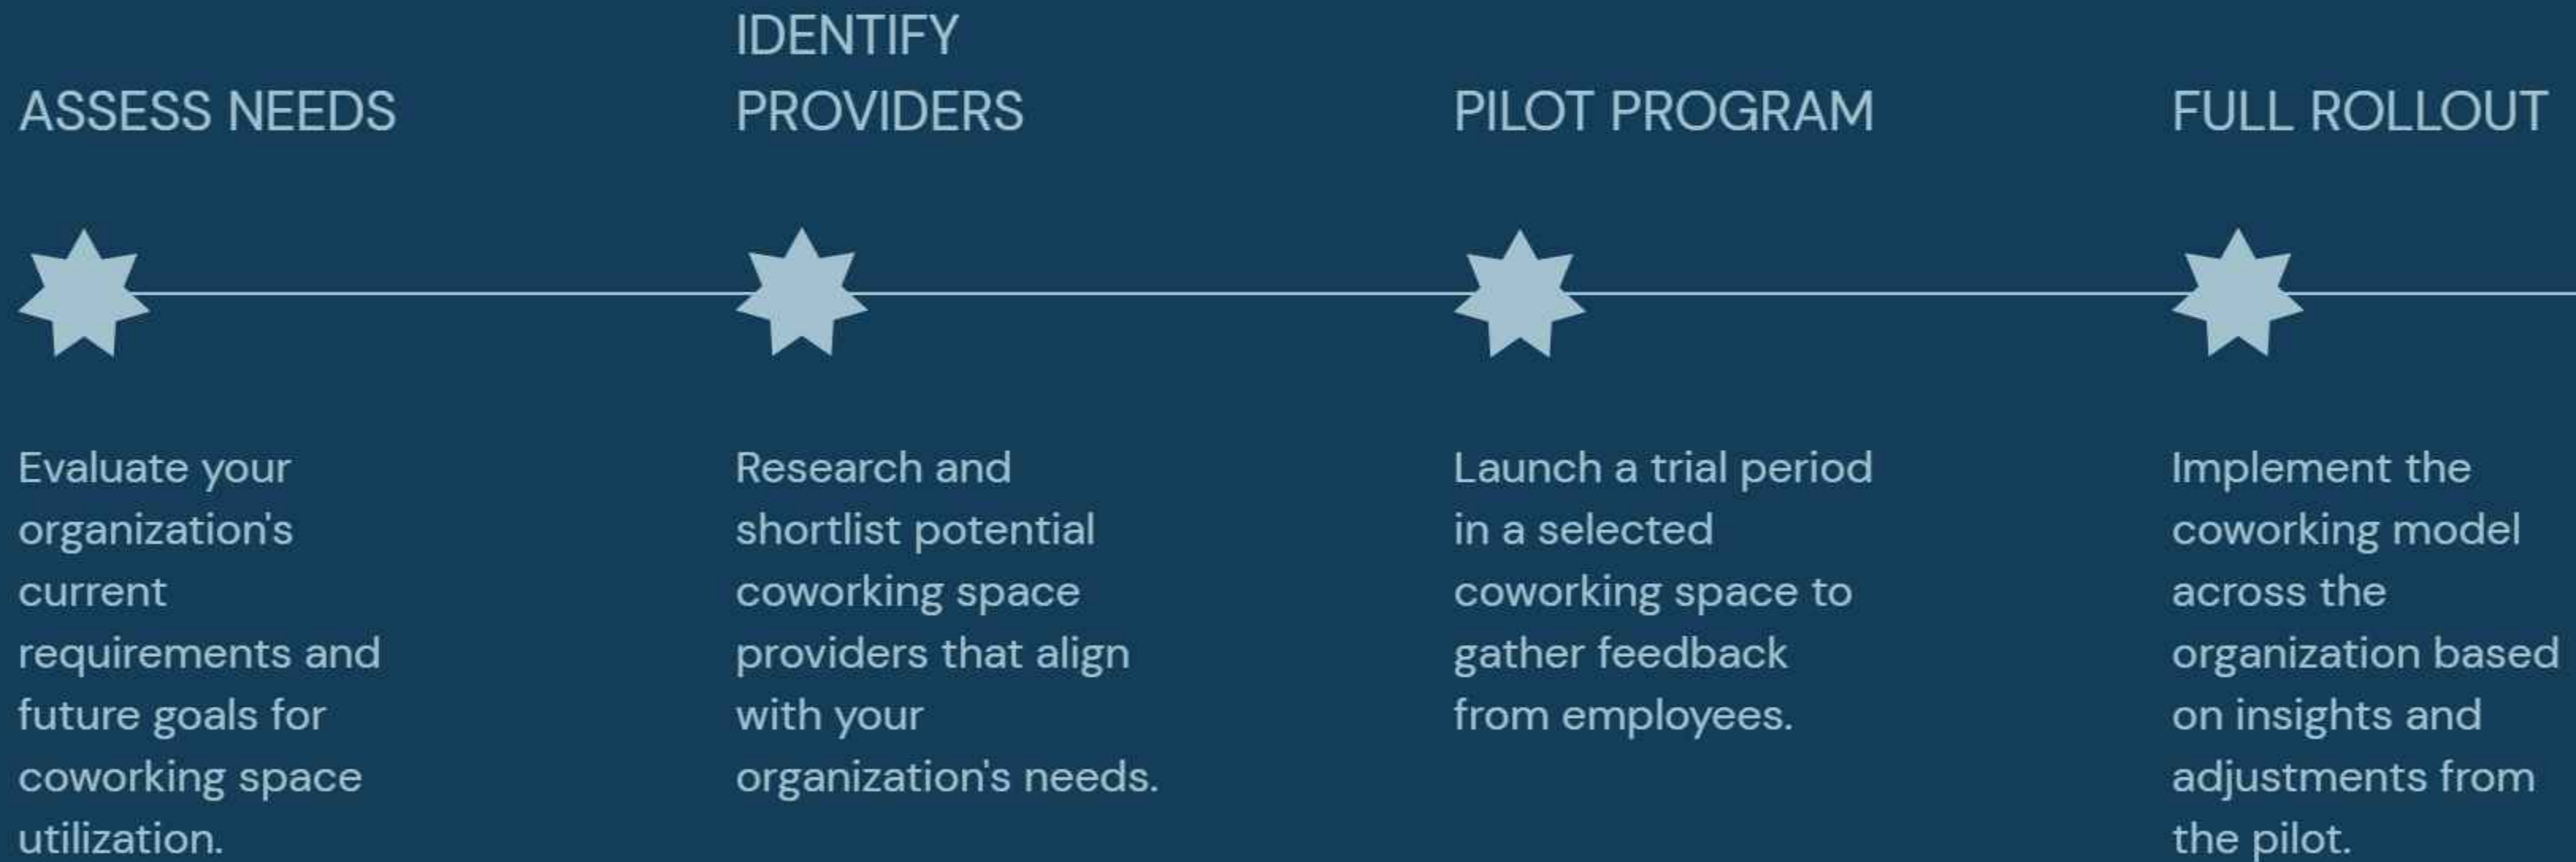 ASSESS NEEDS
Evaluate your
organization's
current
requirements and
future goals for
coworking space
utilization.
IDENTIFY
PROVIDERS
Research and
shortlist potential
coworking space
providers that align
with your
organization's needs.
PILOT PROGRAM
Launch a trial period
in a selected
coworking space to
gather feedback
from employees.
FULL ROLLOUT
Implement the
coworking model
across the
organization based
on insights and
adjustments from
the pilot.